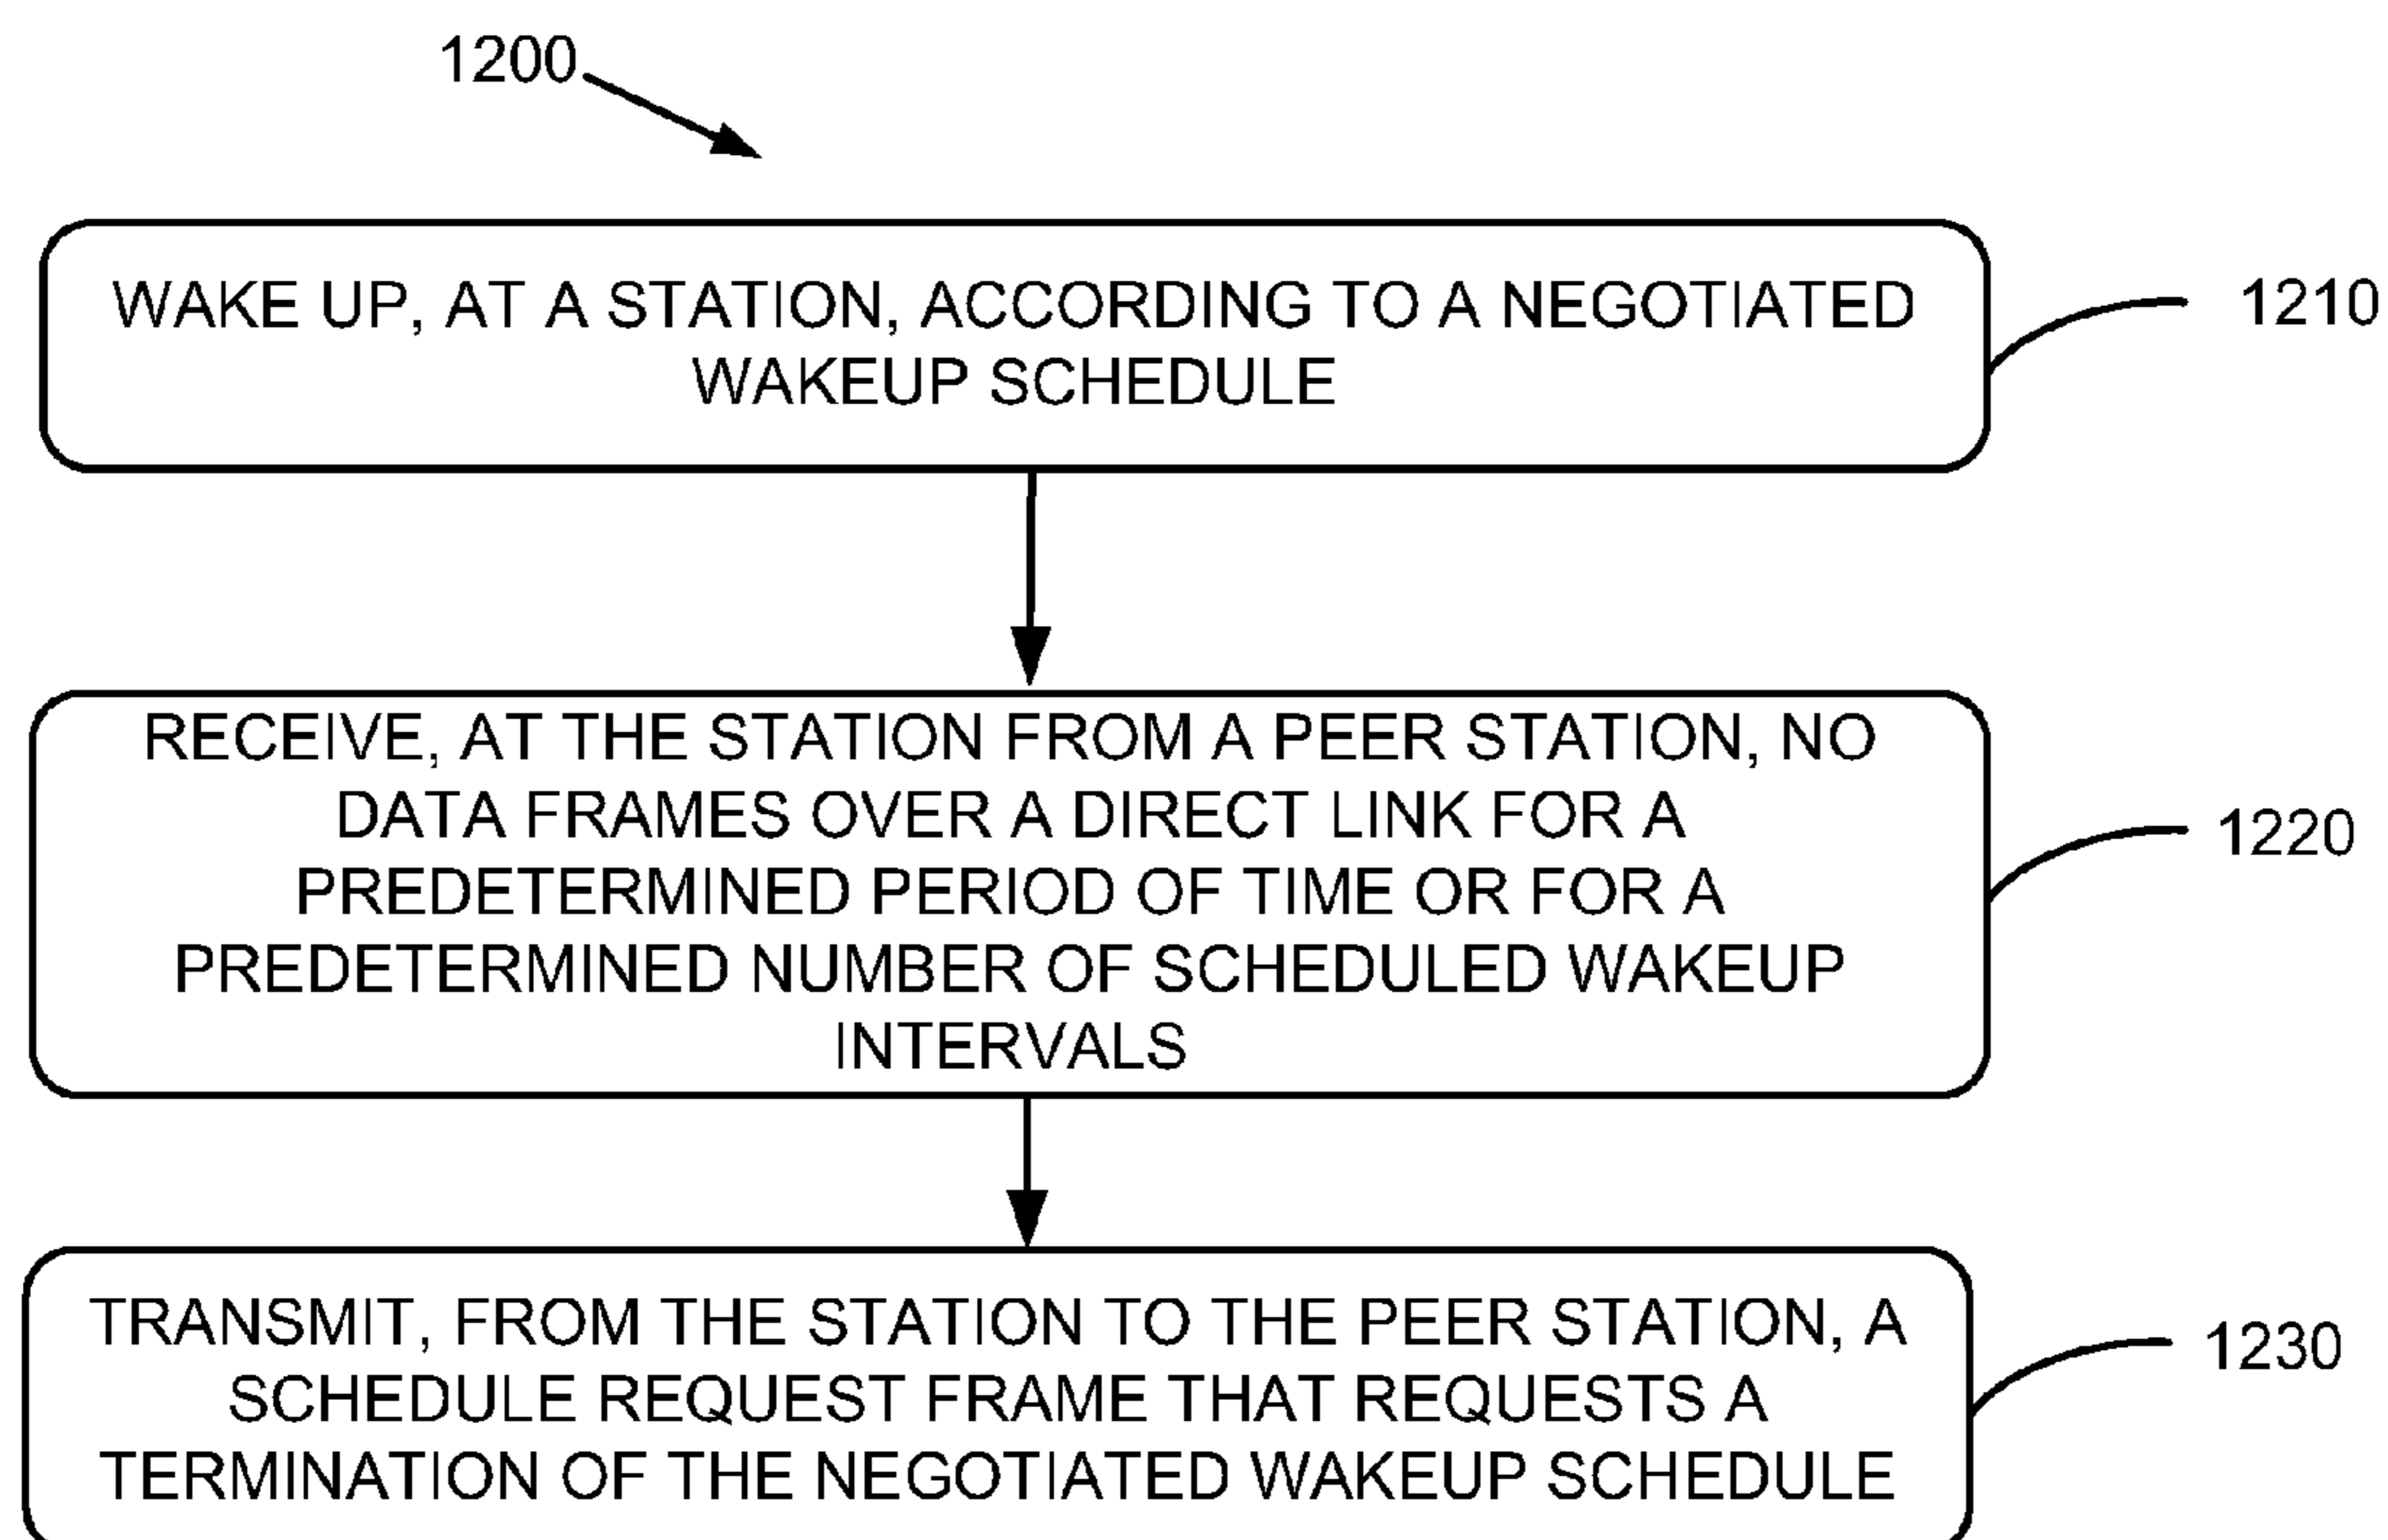 1200
WAKE UP, AT A STATION, ACCORDING TO A NEGOTIATED
WAKEUP SCHEDULE
1210
RECEIVE, AT THE STATION FROM A PEER STATION, NO
DATA FRAMES OVER A DIRECT LINK FOR A
PREDETERMINED PERIOD OF TIME OR FOR A
PREDETERMINED NUMBER OF SCHEDULED WAKEUP
INTERVALS
1220
TRANSMIT, FROM THE STATION TO THE PEER STATION, A
SCHEDULE REQUEST FRAME THAT REQUESTS A
TERMINATION OF THE NEGOTIATED WAKEUP SCHEDULE
1230